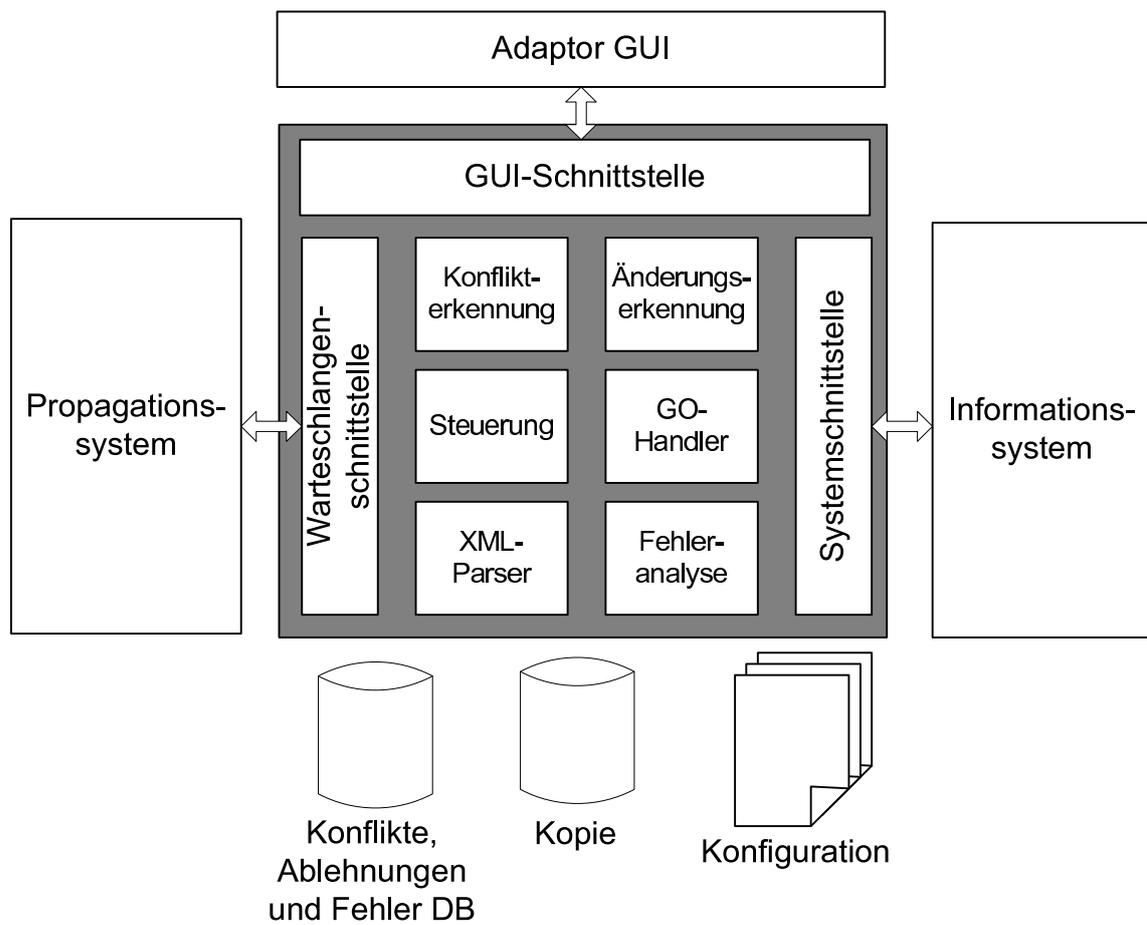 Adaptor GUI
GUI-Schnittstelle
Propagations-
system
Warteschlangen-
schnittstelle
Konflikt-
erkennung
Änderungs-
erkennung
Steuerung
GO-
Handler
XML-
Parser
Fehler-
analyse
Systemschnittstelle
Informations-
system
Konflikte,
Ablehnungen
und Fehler DB
Kopie
Konfiguration